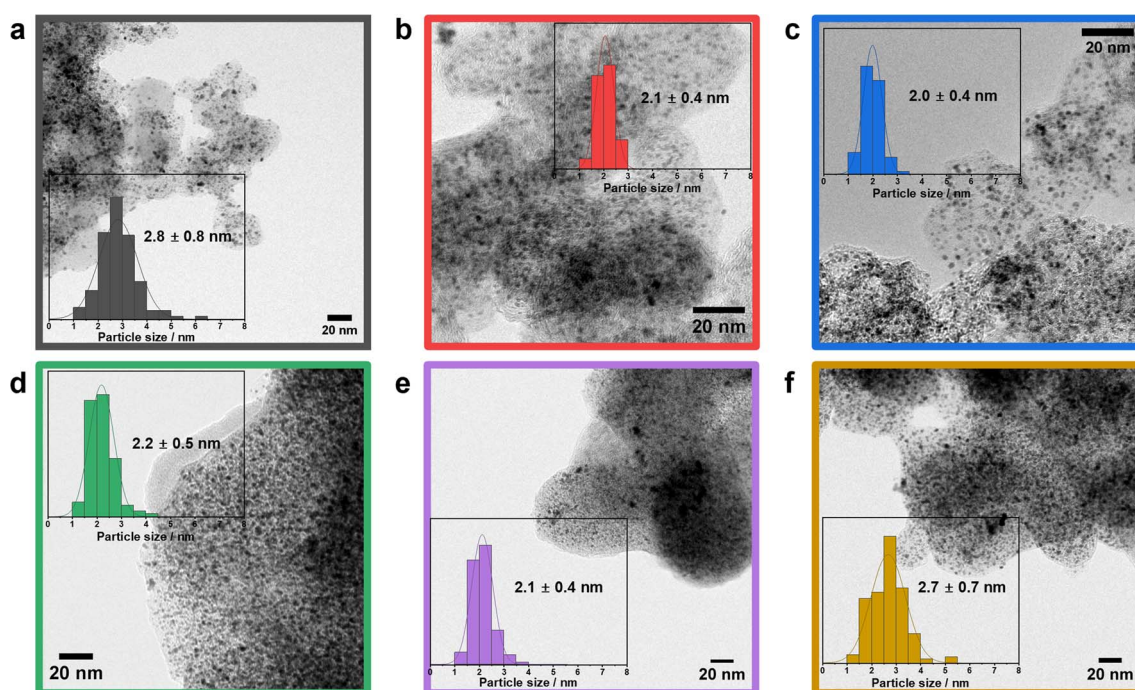 a
2.8 ± 0.8 nm
0 1 2 3 4 5 6 7 8
Particle size / nm
20 nm
b
2.1 ± 0.4 nm
0 1 2 3 4 5 6 7 8
Particle size / nm
20 nm
c
20 nm
2.0 ± 0.4 nm
0 1 2 3 4 5 6 7 8
Particle size / nm
d
2.2 ± 0.5 nm
0 1 2 3 4 5 6 7 8
Particle size / nm
20 nm
e
2.1 ± 0.4 nm
0 1 2 3 4 5 6 7 8
Particle size / nm
20 nm
f
2.7 ± 0.7 nm
0 1 2 3 4 5 6 7 8
Particle size / nm
20 nm